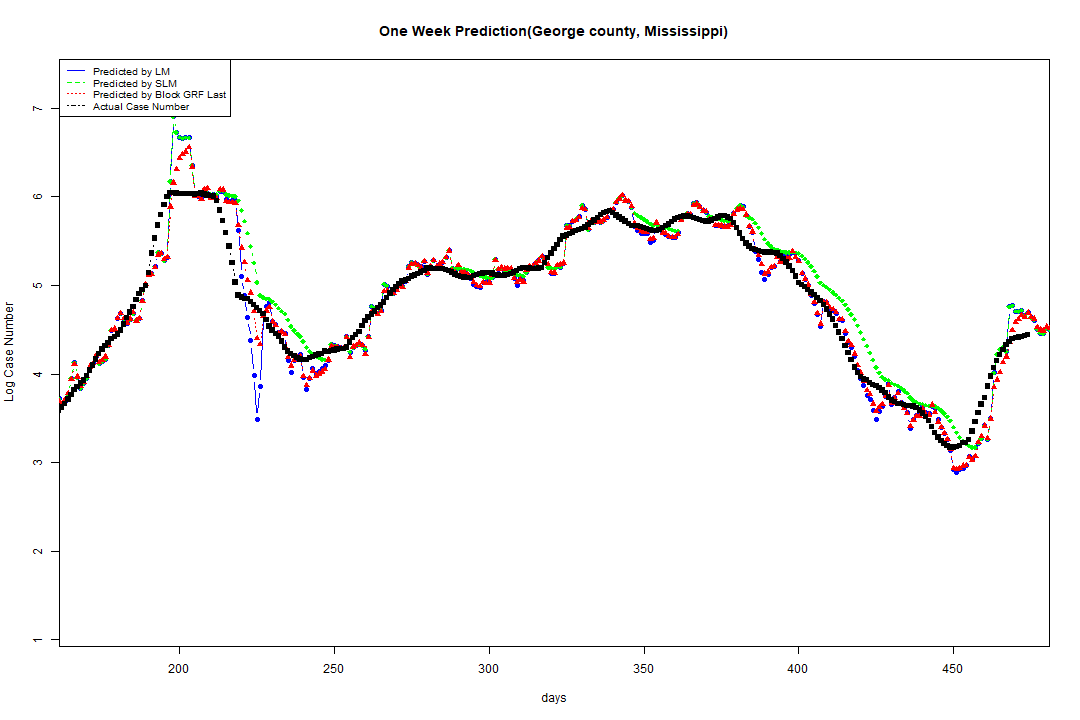 One Week Prediction(George county, Mississippi)
Predicted by LM
Predicted by SLM
Predicted by Block GRF Last
Actual Case Number
7
6
5
4
3
2
1
Log Case Number
200 250 300 350 400 450
days